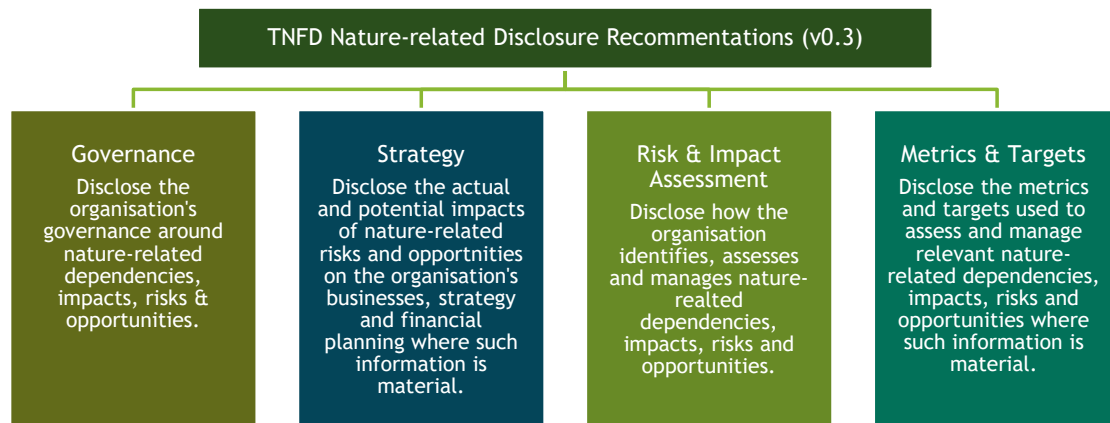 TNFD Nature-related Disclosure Recommentations (v0.3)
Governance
Disclose the
organisation's
governance around
nature-related
dependencies,
impacts, risks &
opportunities.
Strategy
Disclose the actual
and potential impacts
of nature-related
risks and opportnities
on the organisation's
businesses, strategy
and financial
planning where such
information is
material.
Risk & Impact
Assessment
Disclose how the
organisation
identifies, assesses
and manages nature-
realted
dependencies,
impacts, risks and
opportunities.
Metrics & Targets
Disclose the metrics
and targets used to
assess and manage
relevant nature-
related dependencies,
impacts, risks and
opportunities where
such information is
material.